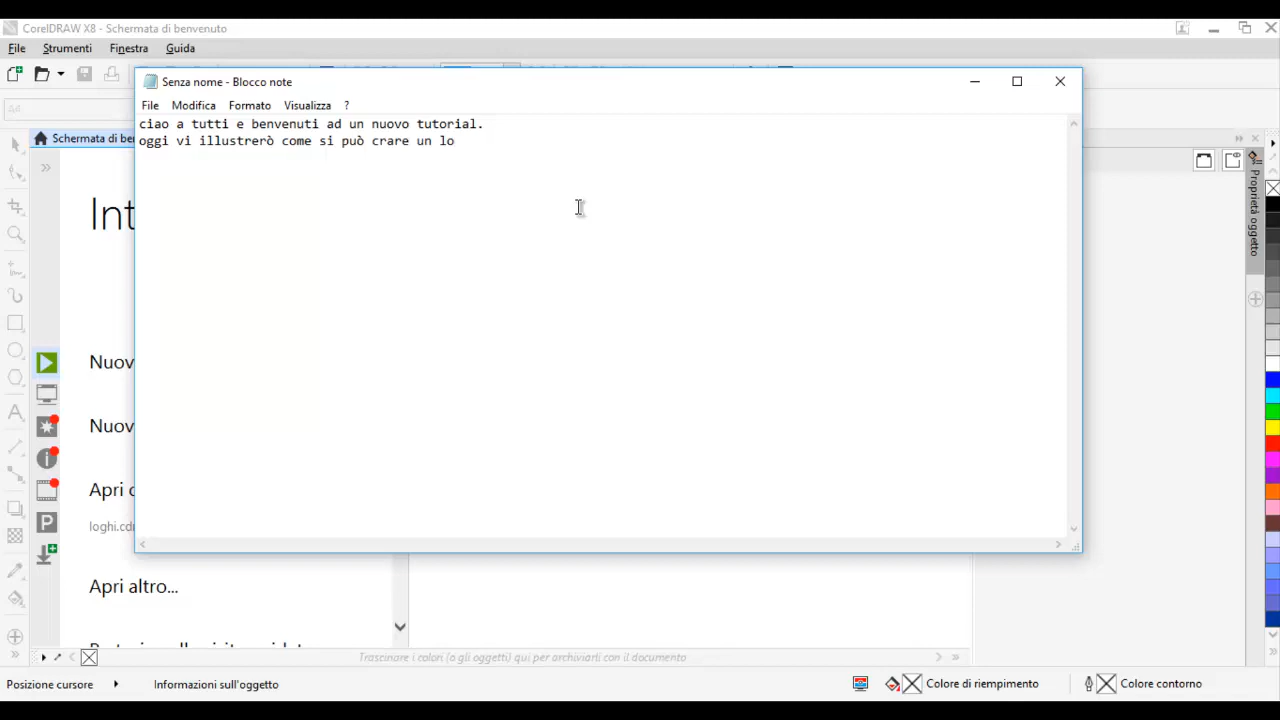 CorelDRAW X8 - Schermata di benvenuto
File Strumenti Finestra Guida
Senza nome - Blocco note
File Modifica Formato Visualizza ?
ciao a tutti e benvenuti ad un nuovo tutorial.
oggi vi illustrerò come si può crare un lo
Schermata di be
Proprietà oggetto
Int
Nuov
Nuov
Apri
loghi.cdr
Apri altro...
Trascinare i colori (o gli oggetti) qui per archiviarli con il documento
Posizione cursore Informazioni sull'oggetto Colore di riempimento Colore contorno